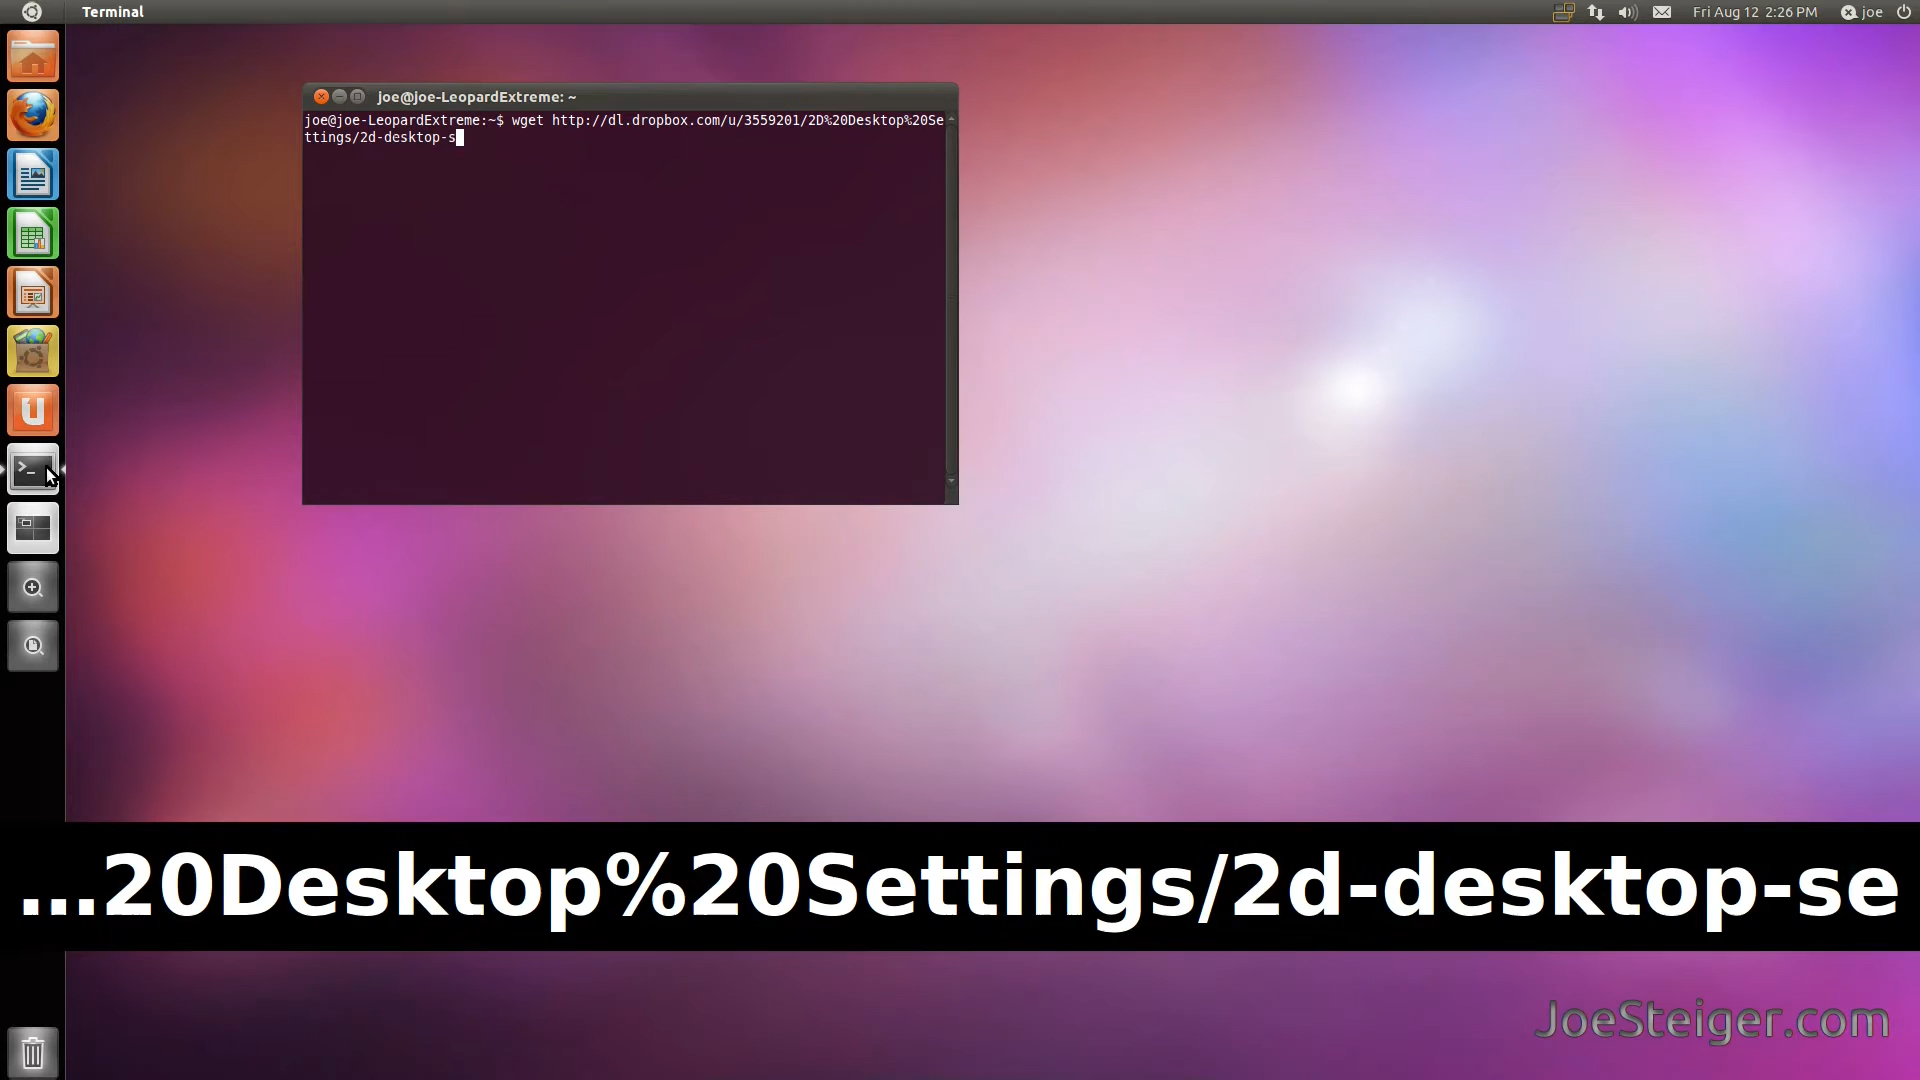 Terminal
Fri Aug 12 2:26 PM
joe
joe@joe-LeopardExtreme: ~
joe@joe-LeopardExtreme:~$ wget http://dl.dropbox.com/u/3559201/2D%20Desktop%20Se
ttings/2d-desktop-s
…20Desktop%20Settings/2d-desktop-se
JoeSteiger.com